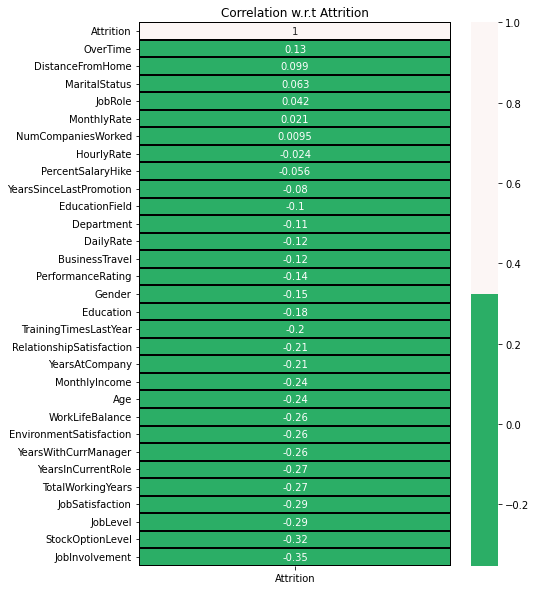 Correlation w.r.t Attrition
Attrition 1
OverTime 0.13
DistanceFromHome 0.099
MaritalStatus 0.063
JobRole 0.042
MonthlyRate 0.021
NumCompaniesWorked 0.0095
HourlyRate -0.024
PercentSalaryHike -0.056
YearsSinceLastPromotion -0.08
EducationField -0.1
Department -0.11
DailyRate -0.12
BusinessTravel -0.12
PerformanceRating -0.14
Gender -0.15
Education -0.18
TrainingTimesLastYear -0.2
RelationshipSatisfaction -0.21
YearsAtCompany -0.21
MonthlyIncome -0.24
Age -0.24
WorkLifeBalance -0.26
EnvironmentSatisfaction -0.26
YearsWithCurrManager -0.26
YearsInCurrentRole -0.27
TotalWorkingYears -0.27
JobSatisfaction -0.29
JobLevel -0.29
StockOptionLevel -0.32
JobInvolvement -0.35
Attrition
1.0
0.8
0.6
0.4
0.2
0.0
−0.2